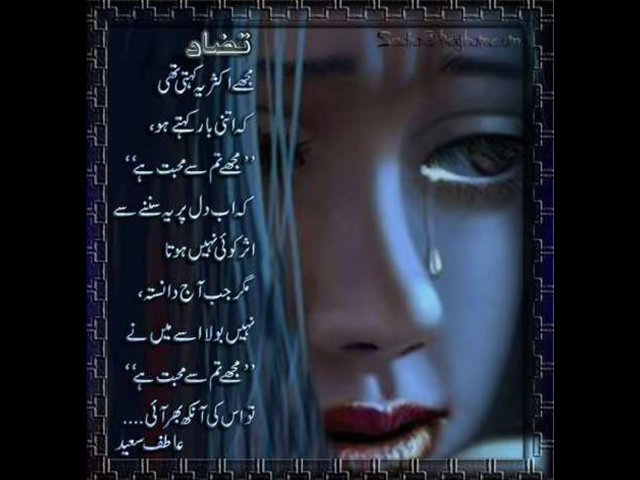 تضاد
مجھے اکثر یہ کہتی تھی
کہ اتنی بار کہتے ہو،
”مجھے تم سے محبت ہے“
کہ اب دل پر یہ سننے سے
اثر کوئی نہیں ہوتا
مگر جب آج دانستہ،
نہیں بولا اسے میں نے
”مجھے تم سے محبت ہے“
تو اس کی آنکھ بھر آئی....
عاطف سعید